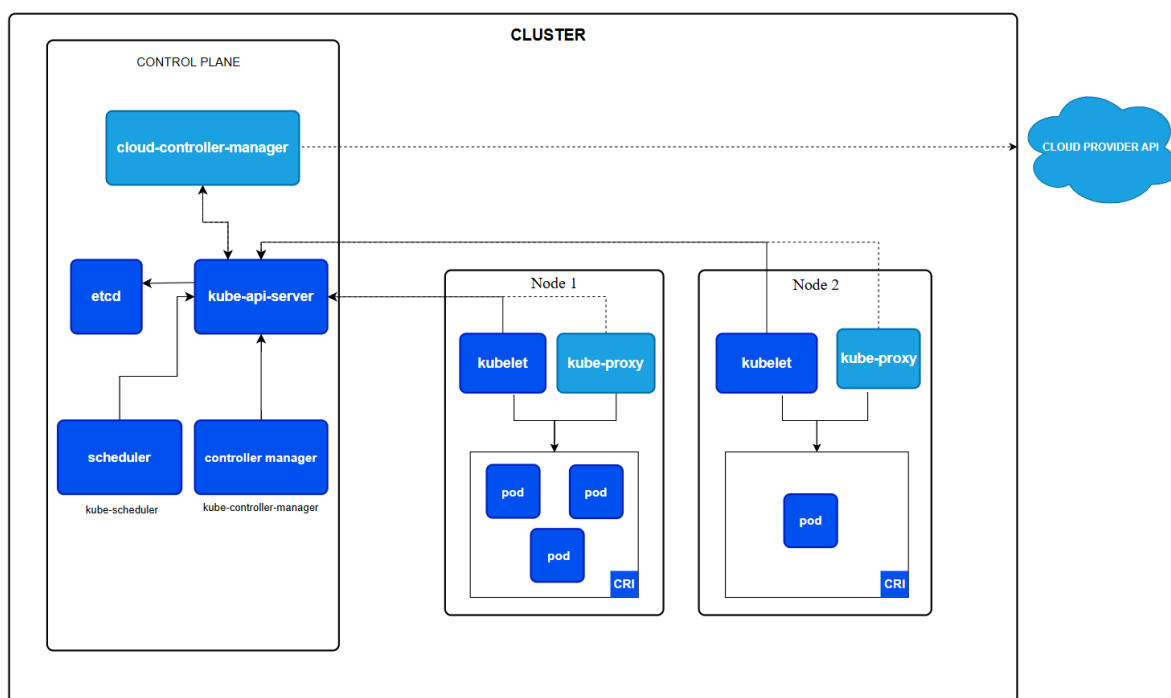 CLUSTER
CONTROL PLANE
cloud-controller-manager
CLOUD PROVIDER API
etcd
kube-api-server
scheduler
kube-scheduler
controller manager
kube-controller-manager
Node 1
kubelet
kube-proxy
pod
pod
pod
CRI
Node 2
kubelet
kube-proxy
pod
CRI